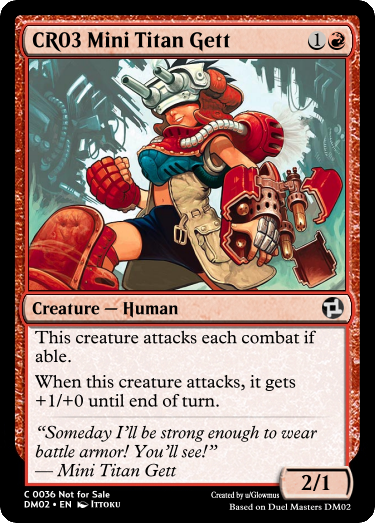 CR03 Mini Titan Gett
1
Creature — Human
This creature attacks each combat if
able.
When this creature attacks, it gets
+1/+0 until end of turn.
“Someday I’ll be strong enough to wear
battle armor! You’ll see!”
— Mini Titan Gett
2/1
C 0036 Not for Sale
DM02 • EN ITTOKU
Created by u/Glowmus
Based on Duel Masters DM02